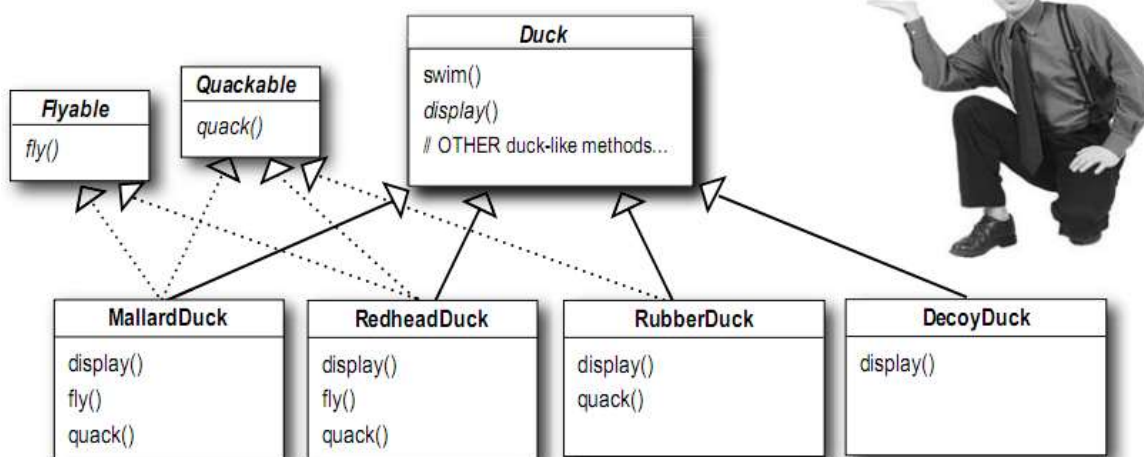 Duck
swim()
display()
// OTHER duck-like methods...
Quackable
quack()
Flyable
fly()
MallardDuck
display()
fly()
quack()
RedheadDuck
display()
fly()
quack()
RubberDuck
display()
quack()
DecoyDuck
display()